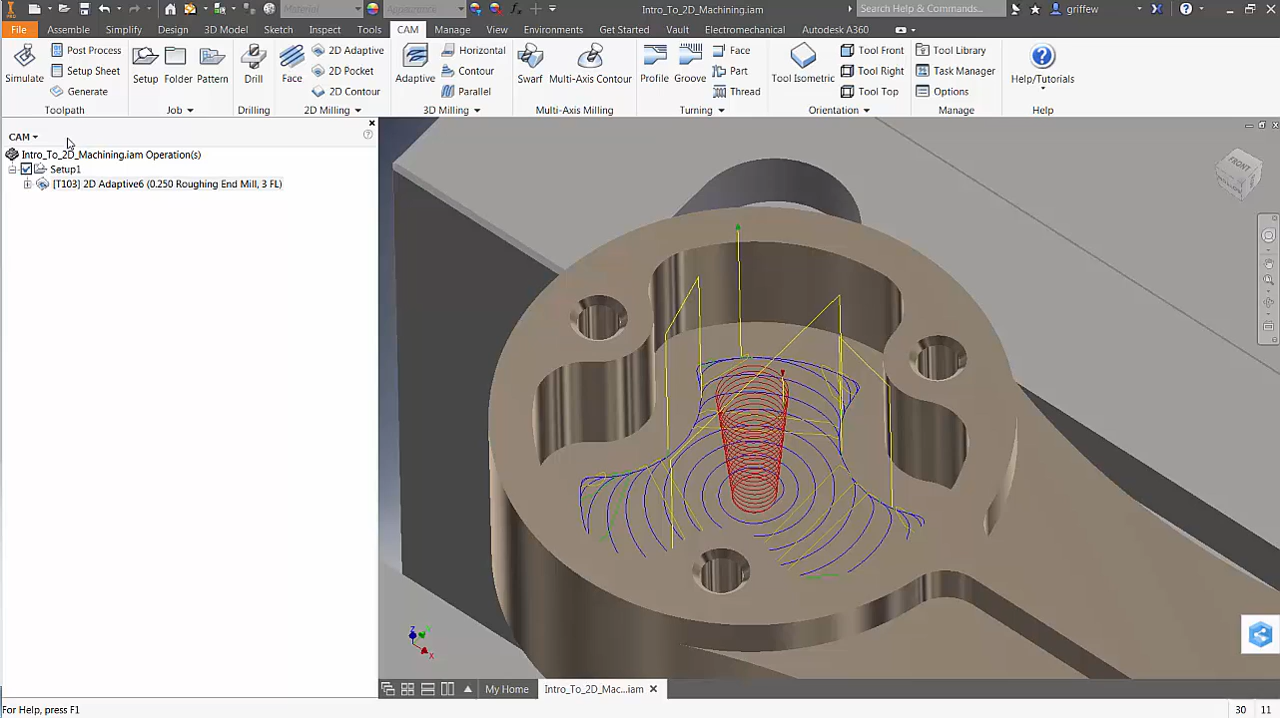 Material
Appearance
Intro_To_2D_Machining.iam
Search Help & Commands...
griffew
File
Assemble
Simplify
Design
3D Model
Sketch
Inspect
Tools
CAM
Manage
View
Environments
Get Started
Vault
Electromechanical
Autodesk A360
Simulate
Post Process
Setup Sheet
Generate
Toolpath
Setup
Folder
Pattern
Job
Drill
Drilling
Face
2D Adaptive
2D Pocket
2D Contour
2D Milling
Adaptive
Horizontal
Contour
Parallel
3D Milling
Swarf
Multi-Axis Contour
Multi-Axis Milling
Profile
Groove
Face
Part
Thread
Turning
Tool Isometric
Tool Front
Tool Right
Tool Top
Orientation
Tool Library
Task Manager
Options
Manage
Help/Tutorials
Help
CAM
Intro_To_2D_Machining.iam Operation(s)
Setup1
[T103] 2D Adaptive6 (0.250 Roughing End Mill, 3 FL)
FRONT
Z
Y
X
My Home
Intro_To_2D_Mac...iam
For Help, press F1
30
11